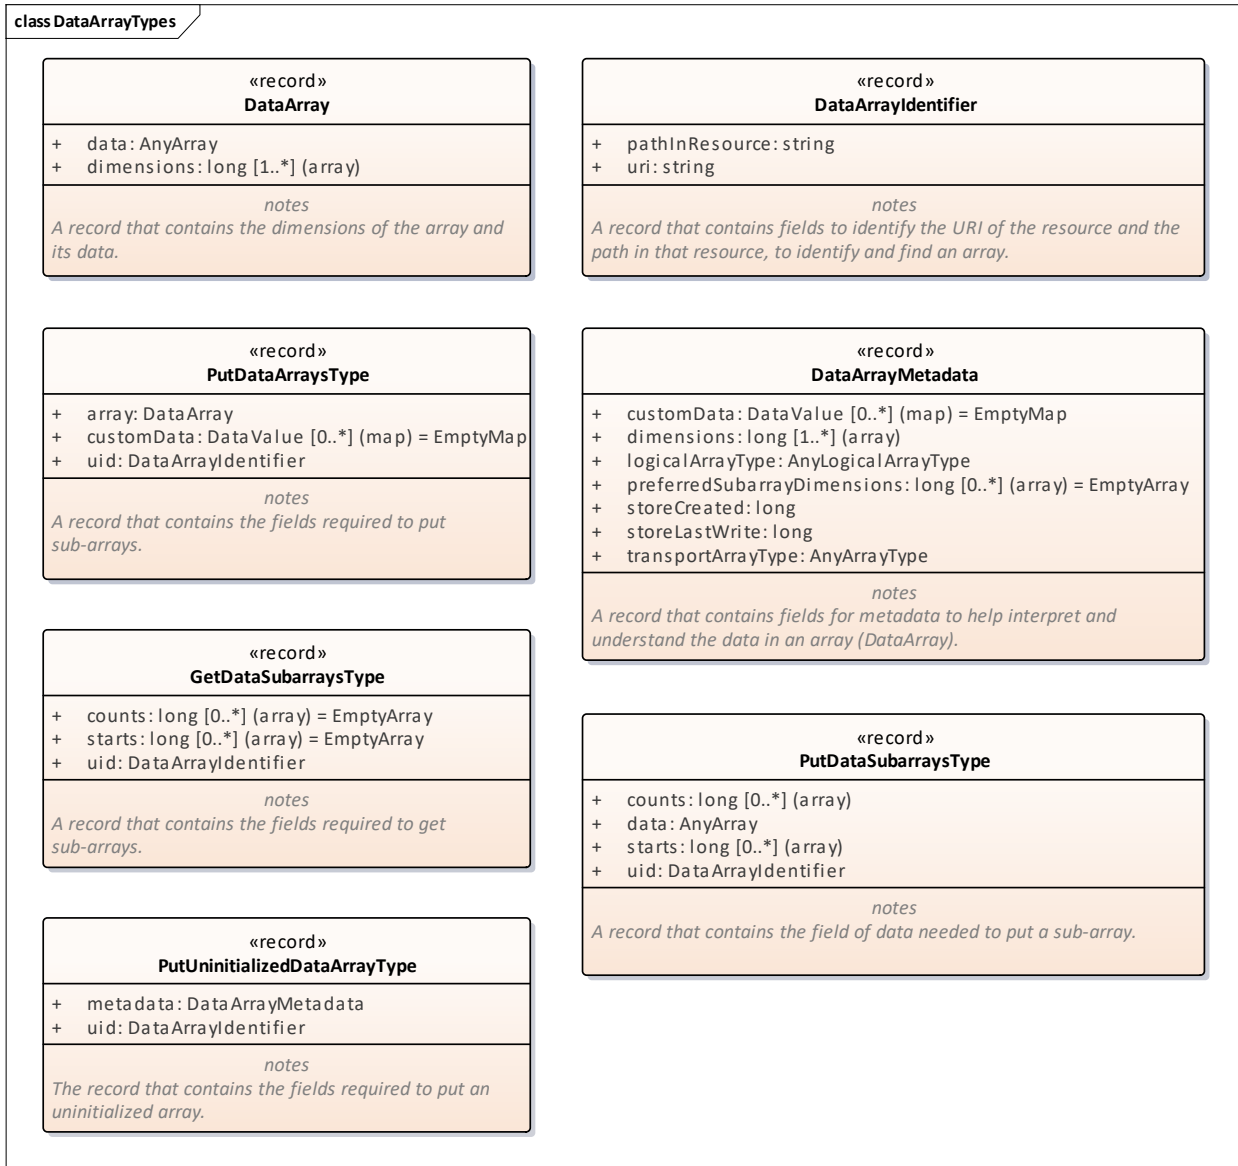 class DataArrayTypes
«record»
DataArray
+ data: AnyArray
+ dimensions: long [1..*] (array)
notes
A record that contains the dimensions of the array and
its data.
«record»
DataArrayIdentifier
+ pathInResource: string
+ uri: string
notes
A record that contains fields to identify the URI of the resource and the
path in that resource, to identify and find an array.
«record»
PutDataArraysType
+ array: DataArray
+ customData: DataValue [0..*] (map) = EmptyMap
+ uid: DataArrayIdentifier
notes
A record that contains the fields required to put
sub-arrays.
«record»
DataArrayMetadata
+ customData: DataValue [0..*] (map) = EmptyMap
+ dimensions: long [1..*] (array)
+ logicalArrayType: AnyLogicalArrayType
+ preferredSubarrayDimensions: long [0..*] (array) = EmptyArray
+ storeCreated: long
+ storeLastWrite: long
+ transportArrayType: AnyArrayType
notes
A record that contains fields for metadata to help interpret and
understand the data in an array (DataArray).
«record»
GetDataSubarraysType
+ counts: long [0..*] (array) = EmptyArray
+ starts: long [0..*] (array) = EmptyArray
+ uid: DataArrayIdentifier
notes
A record that contains the fields required to get
sub-arrays.
«record»
PutDataSubarraysType
+ counts: long [0..*] (array)
+ data: AnyArray
+ starts: long [0..*] (array)
+ uid: DataArrayIdentifier
notes
A record that contains the field of data needed to put a sub-array.
«record»
PutUninitializedDataArrayType
+ metadata: DataArrayMetadata
+ uid: DataArrayIdentifier
notes
The record that contains the fields required to put an
uninitialized array.